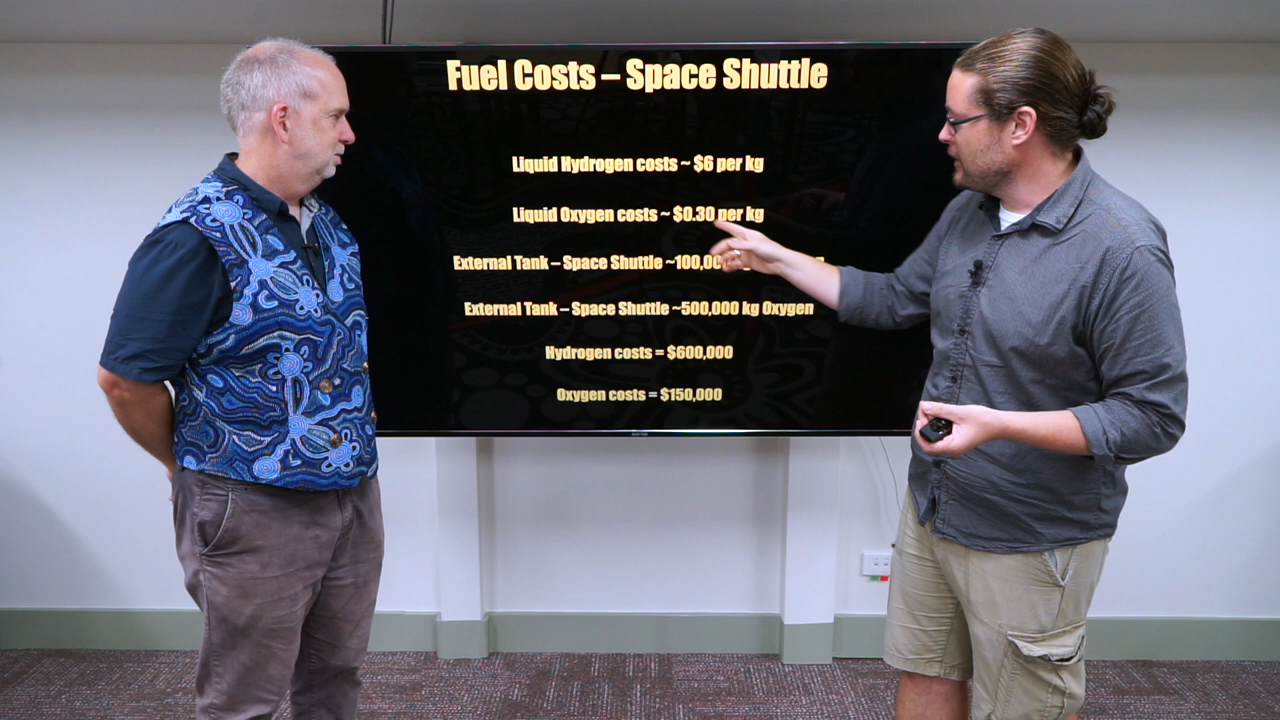 Fuel Costs – Space Shuttle
Liquid Hydrogen costs ~ $6 per kg
Liquid Oxygen costs ~ $0.30 per kg
External Tank – Space Shuttle ~100,0
External Tank – Space Shuttle ~500,000 kg Oxygen
Hydrogen costs = $600,000
Oxygen costs = $150,000